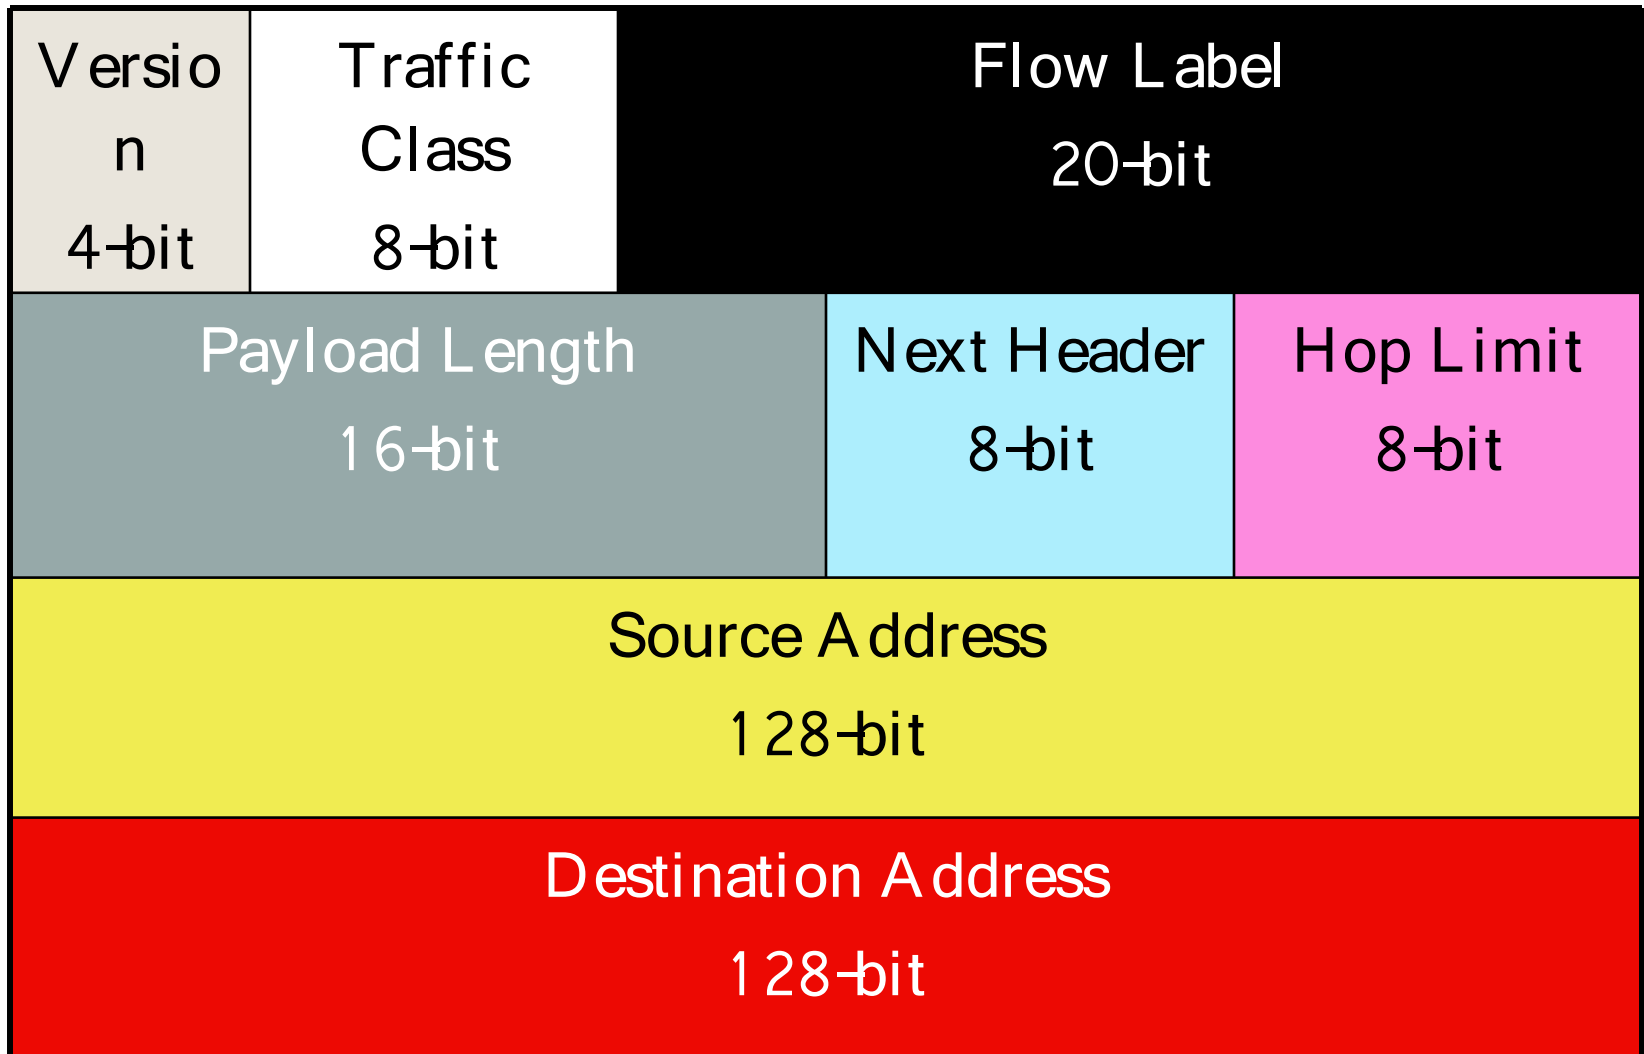 Versio
n
4-bit
Traffic
Class
8-bit
Flow Label
20-bit
Payload Length
16-bit
Next Header
8-bit
Hop Limit
8-bit
Source Address
128-bit
Destination Address
128-bit